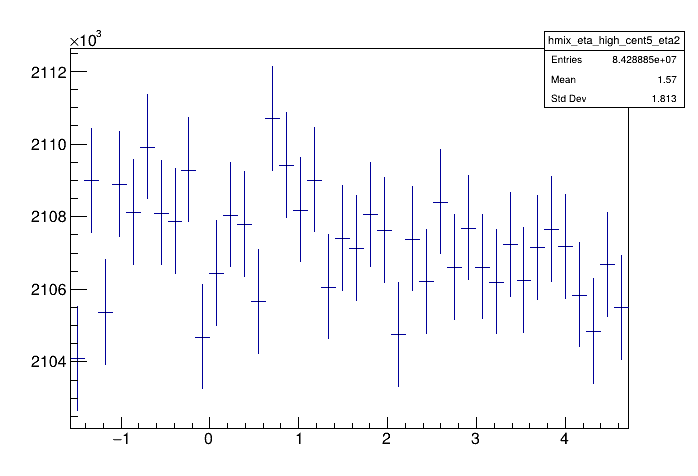 ×10³
hmix_eta_high_cent5_eta2
Entries 8.428885e+07
Mean 1.57
Std Dev 1.813
2112
2110
2108
2106
2104
−1 0 1 2 3 4